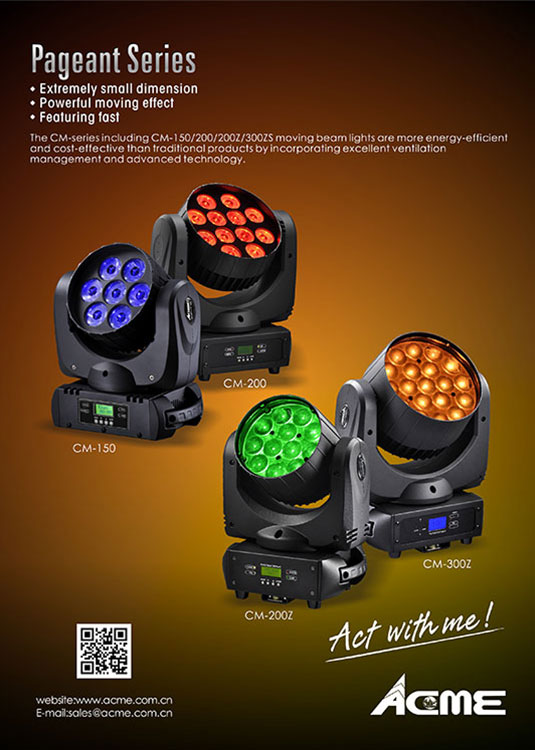 Pageant Series
• Extremely small dimension
• Powerful moving effect
• Featuring fast
The CM-series including CM-150/200/200Z/300ZS moving beam lights are more energy-efficient
and cost-effective than traditional products by incorporating excellent ventilation
management and advanced technology.
CM-200
CM-150
CM-300Z
CM-200Z
Act with me!
website:www.acme.com.cn
E-mail:sales@acme.com.cn
ACME